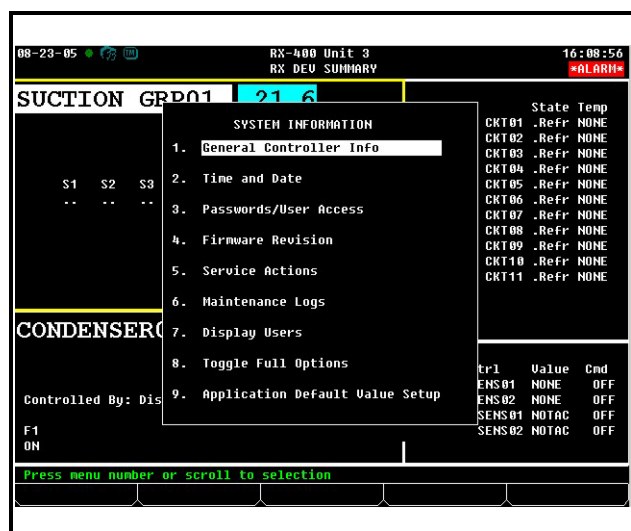 08-23-05 RX-400 Unit 3 16:08:56
RX DEV SUMMARY *ALARM*
SUCTION GRP01 21.6
State Temp
SYSTEM INFORMATION
1. General Controller Info
2. Time and Date
3. Passwords/User Access
4. Firmware Revision
5. Service Actions
6. Maintenance Logs
7. Display Users
8. Toggle Full Options
9. Application Default Value Setup
CKT01 .Refr NONE
CKT02 .Refr NONE
CKT03 .Refr NONE
CKT04 .Refr NONE
CKT05 .Refr NONE
CKT06 .Refr NONE
CKT07 .Refr NONE
CKT08 .Refr NONE
CKT09 .Refr NONE
CKT10 .Refr NONE
CKT11 .Refr NONE
S1 S2 S3
.. .. ..
CONDENSER
Controlled By: Dis
F1
ON
trl Value Cmd
ENS01 NONE OFF
ENS02 NONE OFF
SENS01 NOTAC OFF
SENS02 NOTAC OFF
Press menu number or scroll to selection